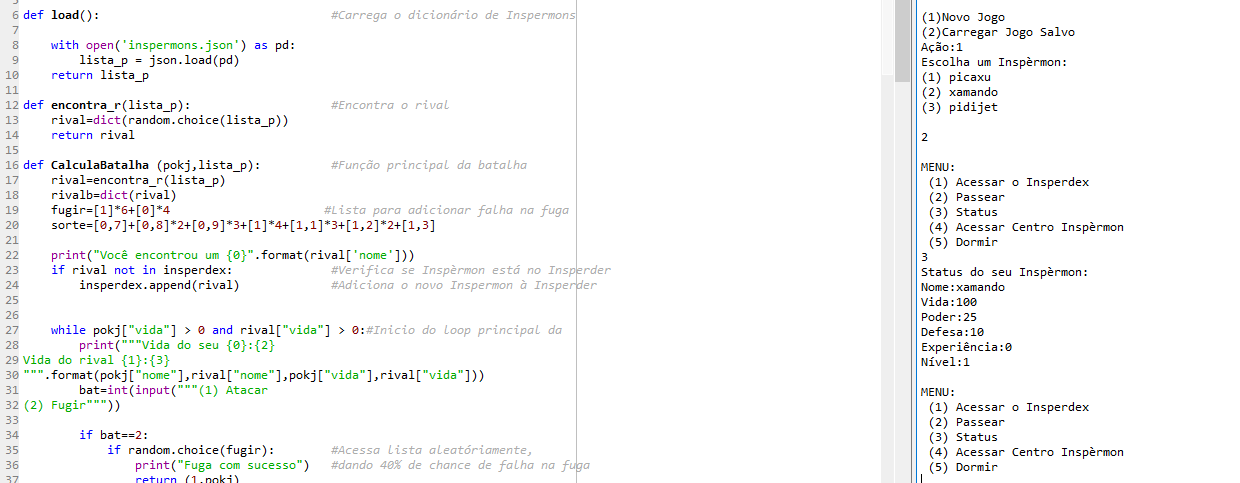 6 def load():                                 #Carrega o dicionário de Inspermons
7
8     with open('inspermons.json') as pd:
9         lista_p = json.load(pd)
10     return lista_p
11
12 def encontra_r(lista_p):                    #Encontra o rival
13     rival=dict(random.choice(lista_p))
14     return rival
15
16 def CalculaBatalha (pokj,lista_p):          #Função principal da batalha
17     rival=encontra_r(lista_p)
18     rivalb=dict(rival)
19     fugir=[1]*6+[0]*4                      #Lista para adicionar falha na fuga
20     sorte=[0,7]+[0,8]*2+[0,9]*3+[1]*4+[1,1]*3+[1,2]*2+[1,3]
21
22     print("Você encontrou um {0}".format(rival['nome']))
23     if rival not in insperdex:              #Verifica se Inspèrmon está no Insperder
24         insperdex.append(rival)             #Adiciona o novo Inspermon à Insperder
25
26
27     while pokj["vida"] > 0 and rival["vida"] > 0:#Inicio do loop principal da
28         print("""Vida do seu {0}:{2}
29 Vida do rival {1}:{3}
30 """.format(pokj["nome"],rival["nome"],pokj["vida"],rival["vida"]))
31         bat=int(input("""(1) Atacar
32 (2) Fugir"""))
33
34         if bat==2:
35             if random.choice(fugir):        #Acessa lista aleatóriamente,
36                 print("Fuga com sucesso")   #dando 40% de chance de falha na fuga
37                 return (1,pokj)
(1)Novo Jogo
(2)Carregar Jogo Salvo
Ação:1
Escolha um Inspèrmon:
(1) picaxu
(2) xamando
(3) pidijet

2

MENU:
 (1) Acessar o Insperdex
 (2) Passear
 (3) Status
 (4) Acessar Centro Inspèrmon
 (5) Dormir
3
Status do seu Inspèrmon:
Nome:xamando
Vida:100
Poder:25
Defesa:10
Experiência:0
Nível:1

MENU:
 (1) Acessar o Insperdex
 (2) Passear
 (3) Status
 (4) Acessar Centro Inspèrmon
 (5) Dormir